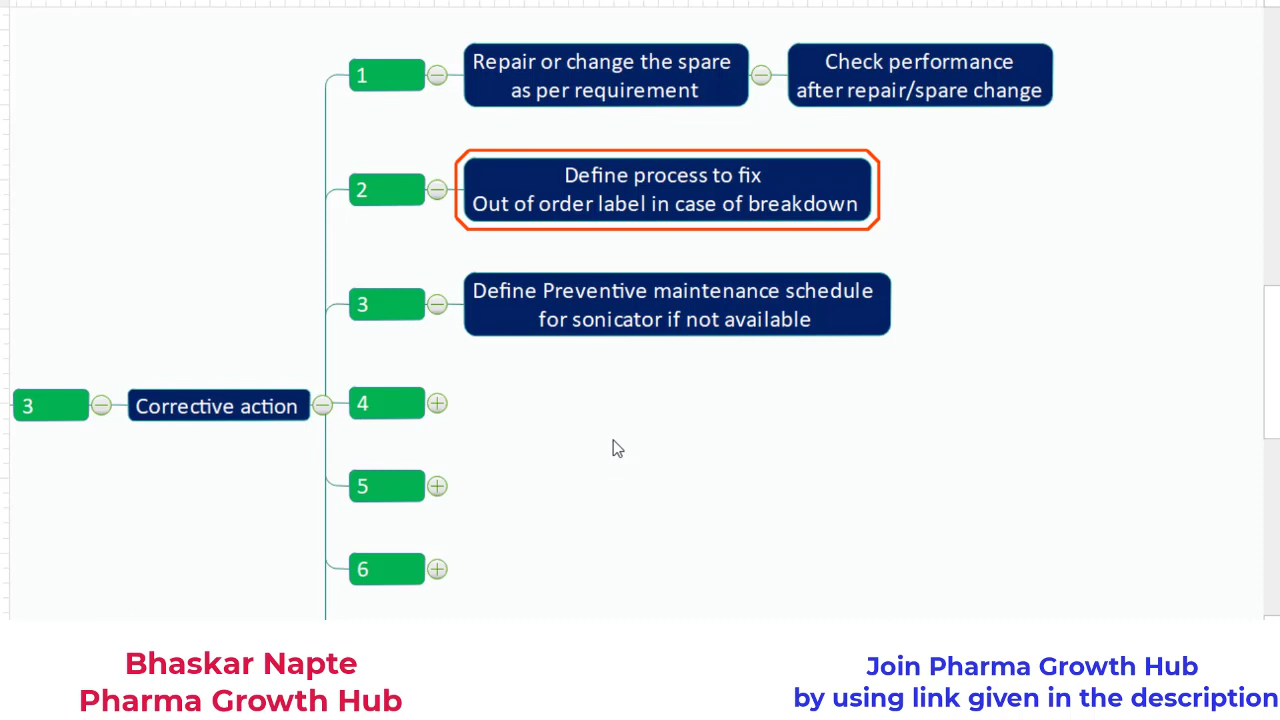 1
Repair or change the spare
as per requirement
Check performance
after repair/spare change
2
Define process to fix
Out of order label in case of breakdown
3
Define Preventive maintenance schedule
for sonicator if not available
3
Corrective action
4
5
6
Bhaskar Napte
Pharma Growth Hub
Join Pharma Growth Hub
by using link given in the description